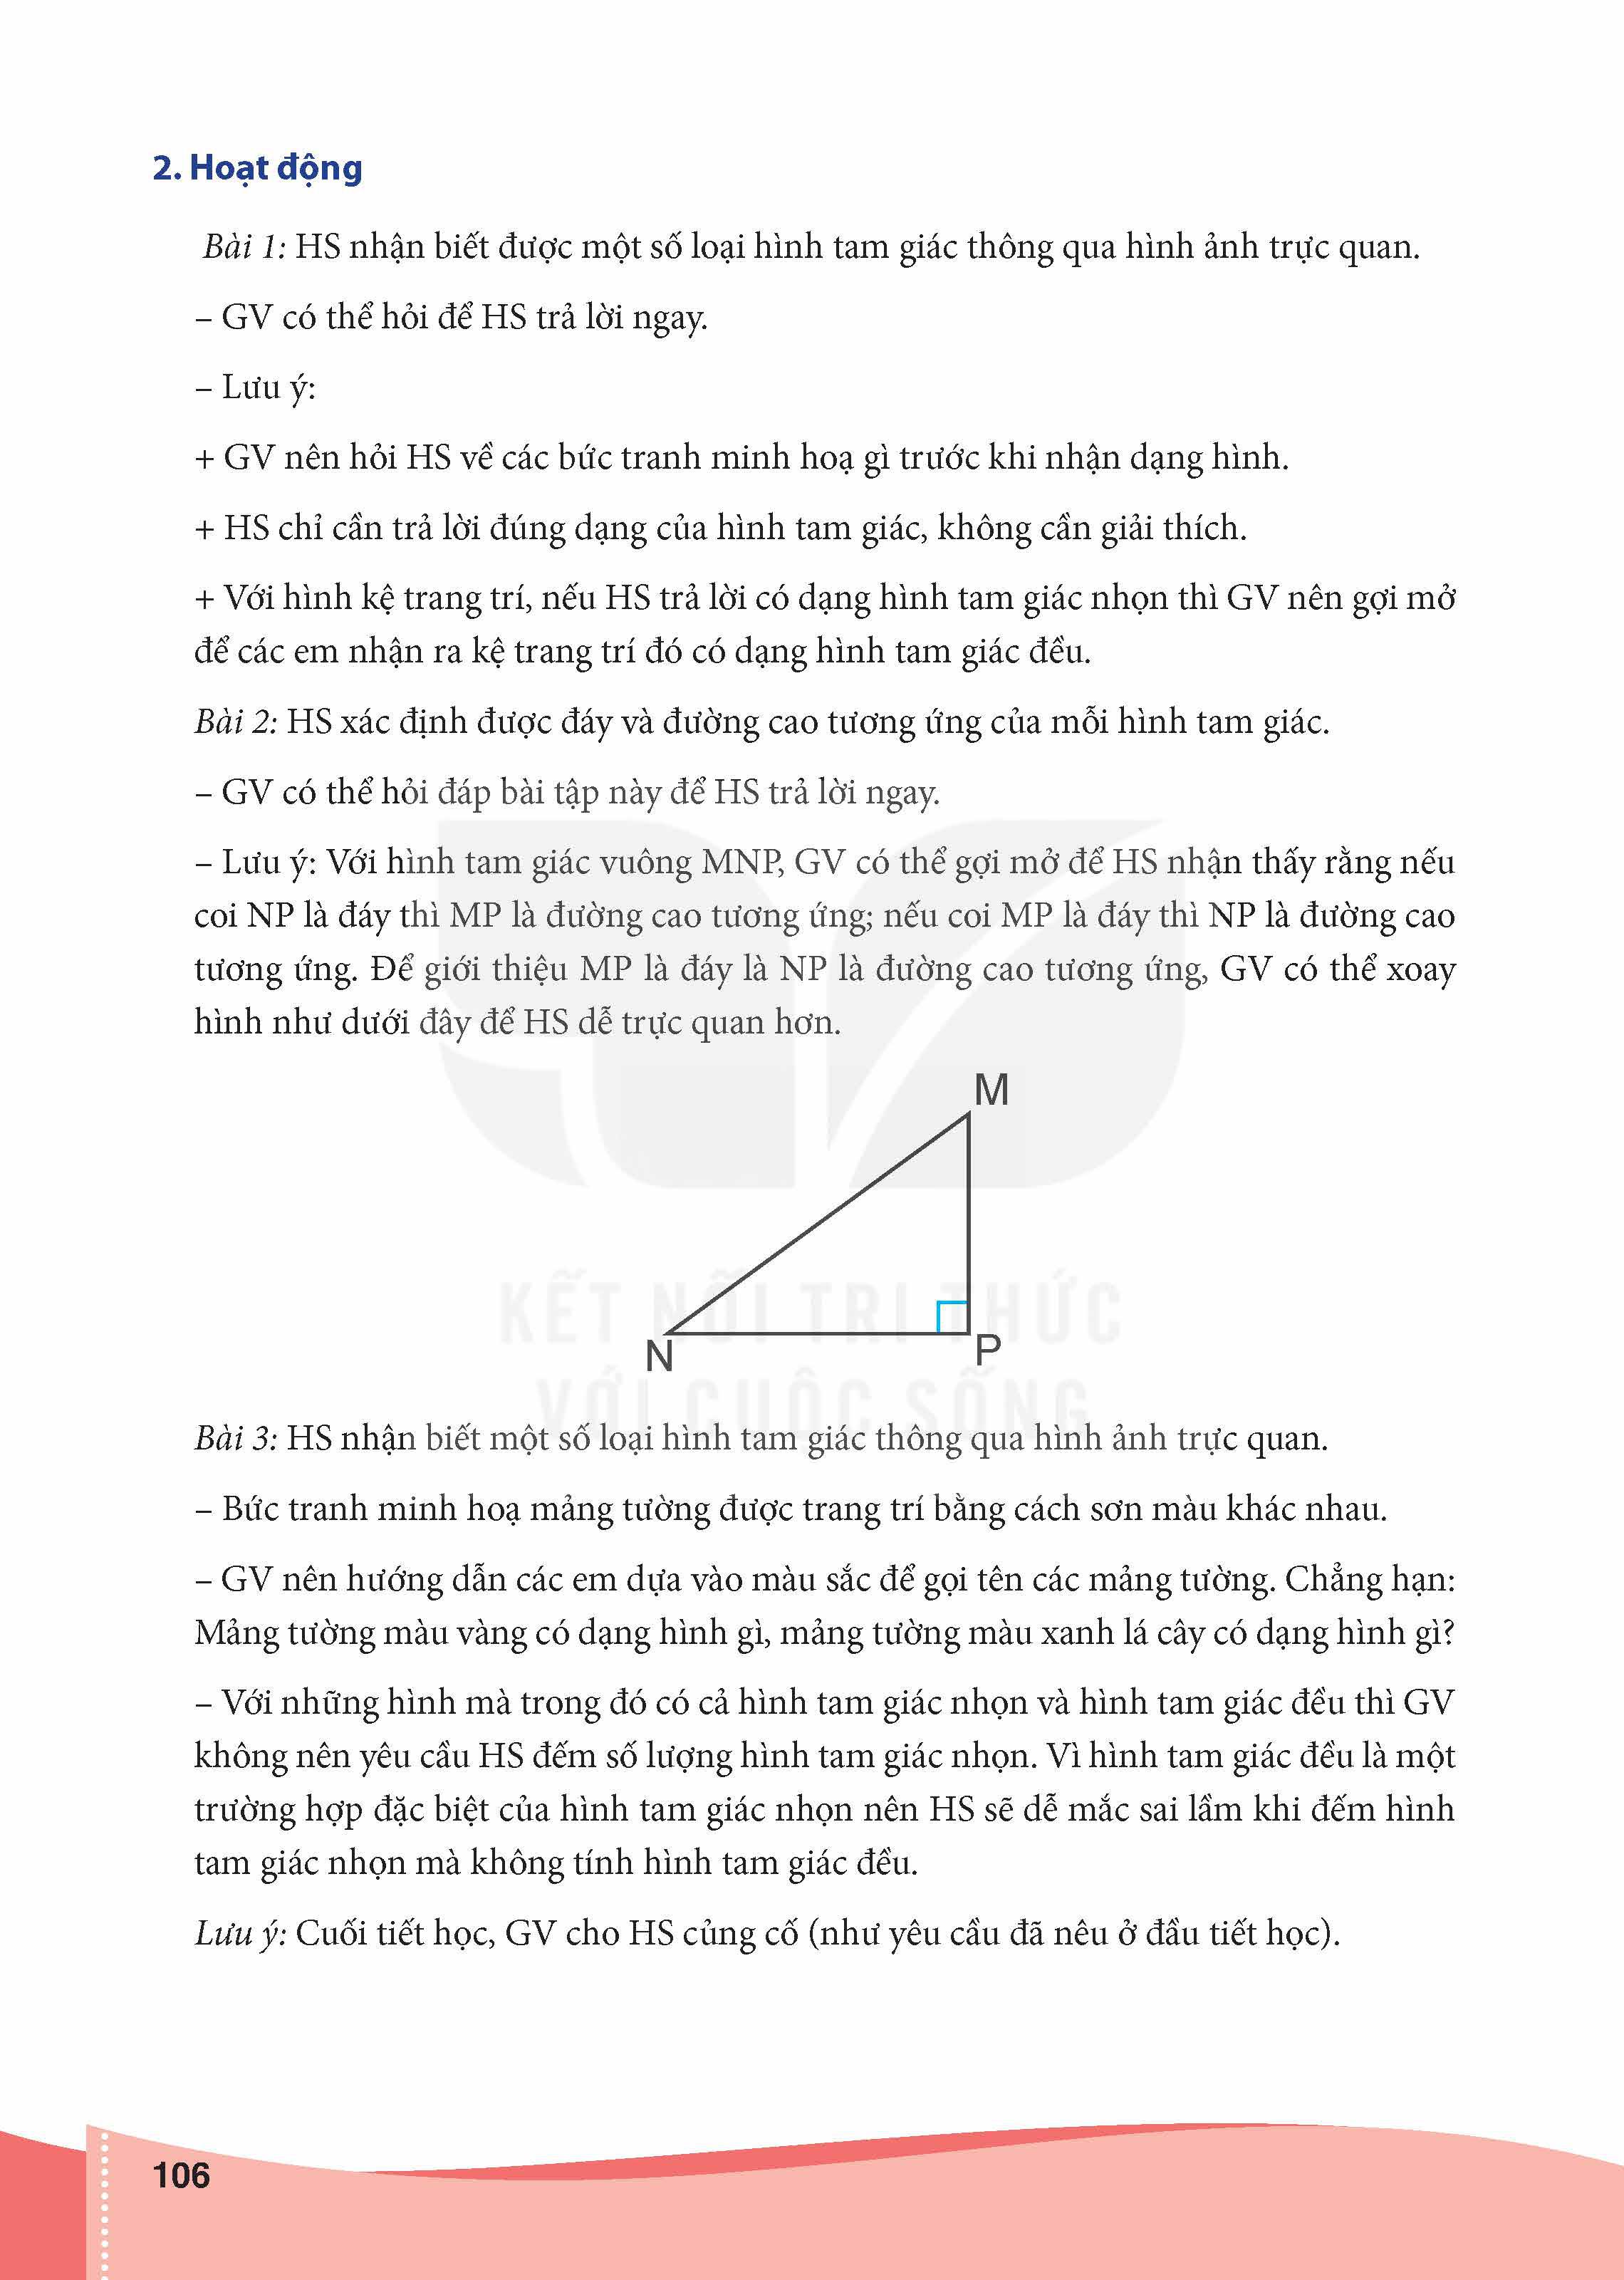 2. Hoạt động
Bài 1: HS nhận biết được một số loại hình tam giác thông qua hình ảnh trực quan.
– GV có thể hỏi để HS trả lời ngay.
– Lưu ý:
+ GV nên hỏi HS về các bức tranh minh hoạ gì trước khi nhận dạng hình.
+ HS chỉ cần trả lời đúng dạng của hình tam giác, không cần giải thích.
+ Với hình kệ trang trí, nếu HS trả lời có dạng hình tam giác nhọn thì GV nên gợi mở
để các em nhận ra kệ trang trí đó có dạng hình tam giác đều.
Bài 2: HS xác định được đáy và đường cao tương ứng của mỗi hình tam giác.
– GV có thể hỏi đáp bài tập này để HS trả lời ngay.
– Lưu ý: Với hình tam giác vuông MNP, GV có thể gợi mở để HS nhận thấy rằng nếu
coi NP là đáy thì MP là đường cao tương ứng; nếu coi MP là đáy thì NP là đường cao
tương ứng. Để giới thiệu MP là đáy là NP là đường cao tương ứng, GV có thể xoay
hình như dưới đây để HS dễ trực quan hơn.
M
KẾT NỐI TRI THỨC
N
P
VỚI CUỘC SỐNG
Bài 3: HS nhận biết một số loại hình tam giác thông qua hình ảnh trực quan.
– Bức tranh minh hoạ mảng tường được trang trí bằng cách sơn màu khác nhau.
– GV nên hướng dẫn các em dựa vào màu sắc để gọi tên các mảng tường. Chẳng hạn:
Mảng tường màu vàng có dạng hình gì, mảng tường màu xanh lá cây có dạng hình gì?
– Với những hình mà trong đó có cả hình tam giác nhọn và hình tam giác đều thì GV
không nên yêu cầu HS đếm số lượng hình tam giác nhọn. Vì hình tam giác đều là một
trường hợp đặc biệt của hình tam giác nhọn nên HS sẽ dễ mắc sai lầm khi đếm hình
tam giác nhọn mà không tính hình tam giác đều.
Lưu ý: Cuối tiết học, GV cho HS củng cố (như yêu cầu đã nêu ở đầu tiết học).
106